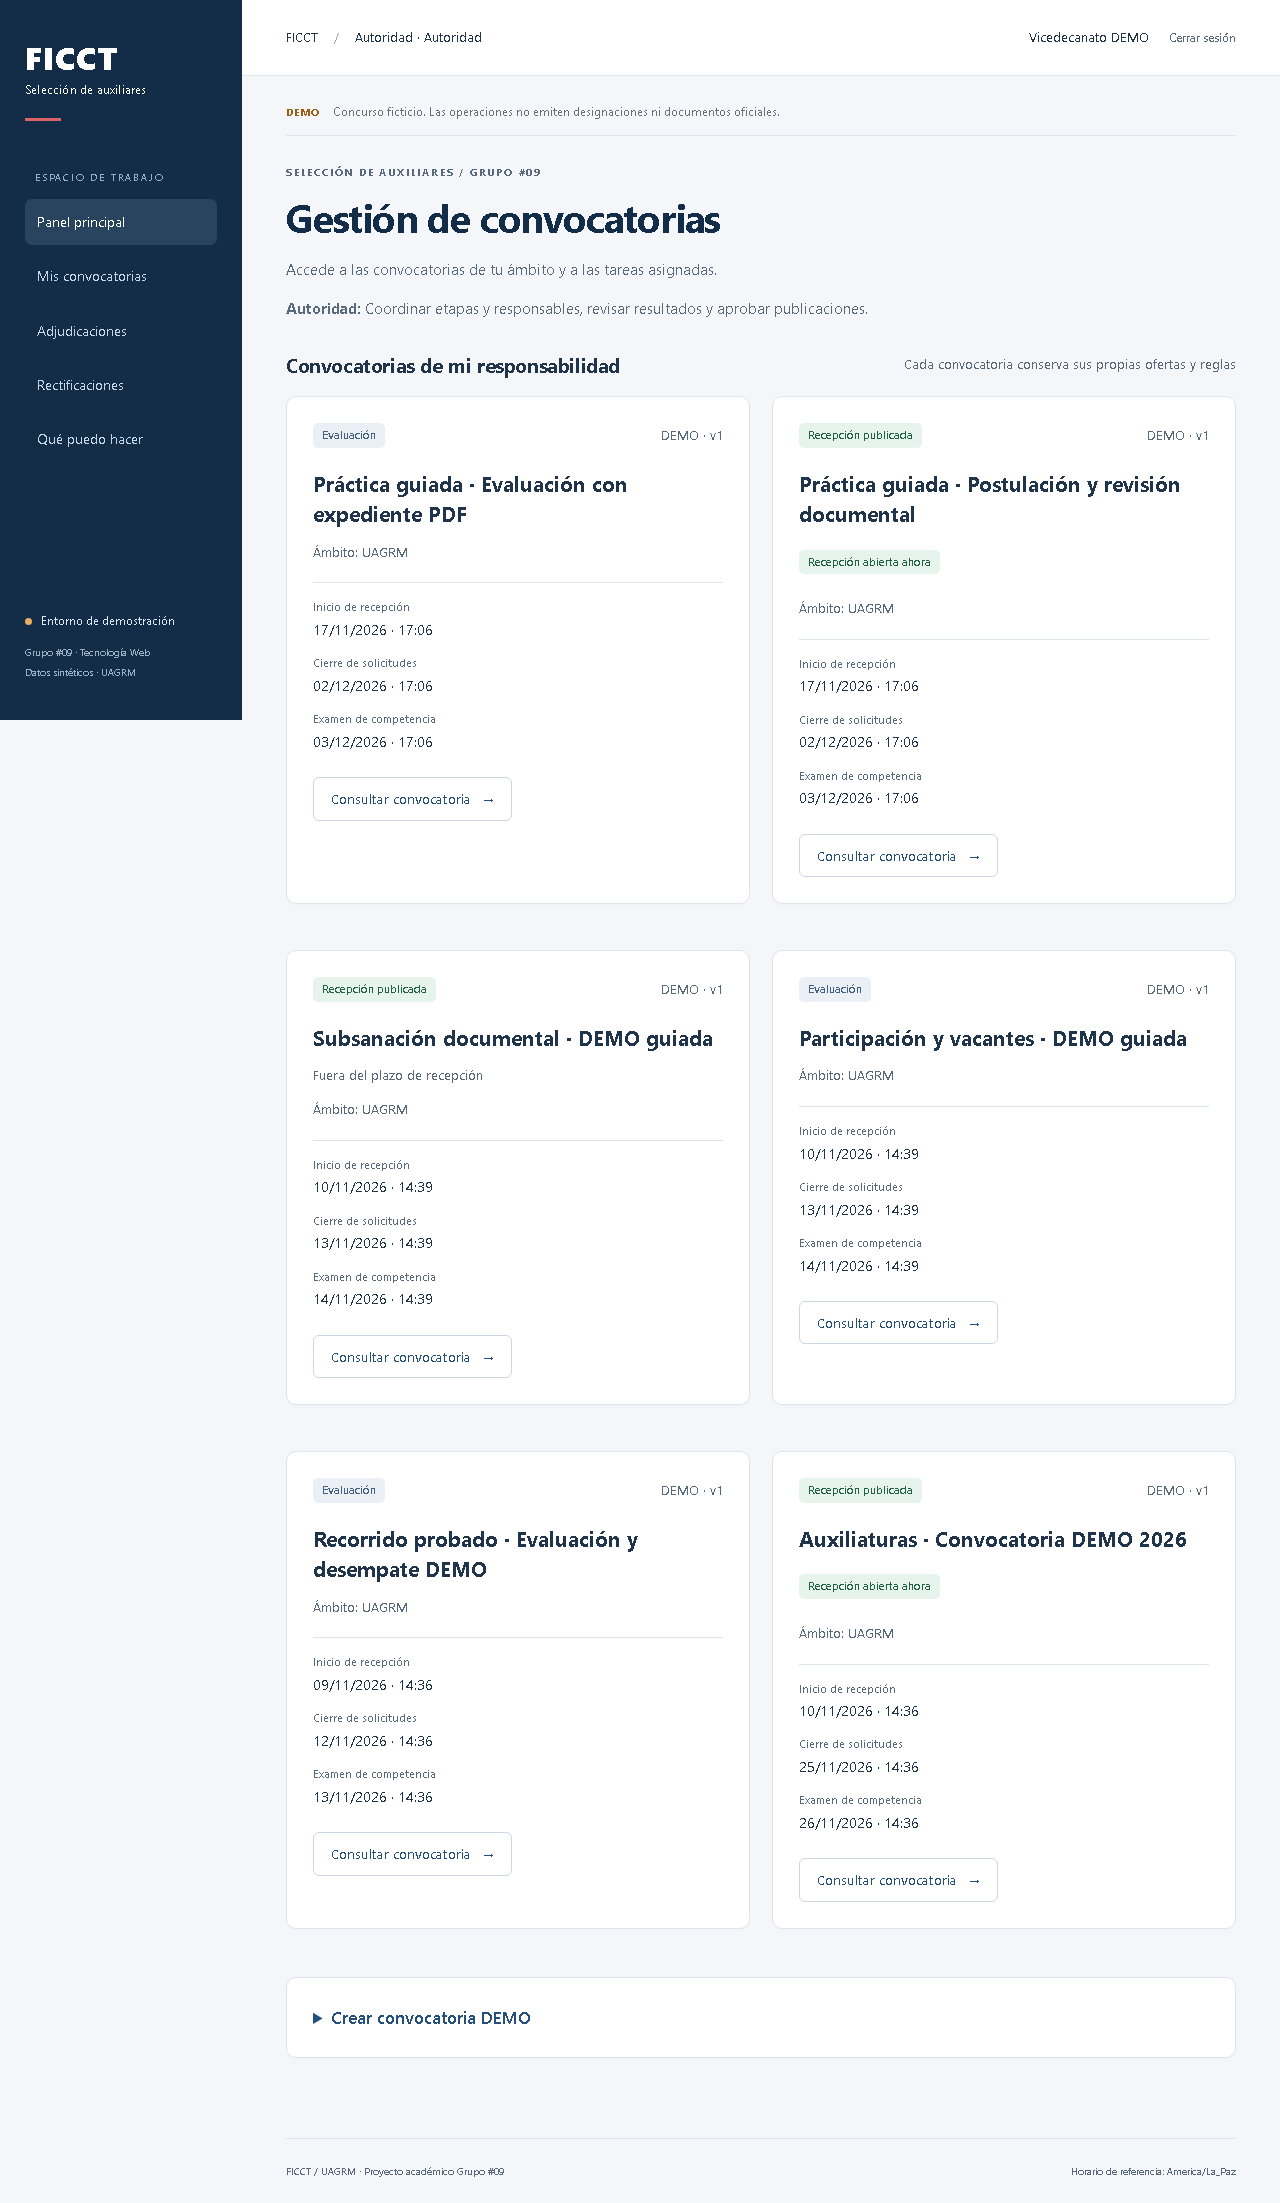 FICCT
Selección de auxiliares
ESPACIO DE TRABAJO
Panel principal
Mis convocatorias
Adjudicaciones
Rectificaciones
Qué puedo hacer
Entorno de demostración
Grupo #09 · Tecnología Web
Datos sintéticos · UAGRM
FICCT / Autoridad · Autoridad
Vicedecanato DEMO Cerrar sesión
DEMO Concurso ficticio. Las operaciones no emiten designaciones ni documentos oficiales.
SELECCIÓN DE AUXILIARES / GRUPO #09
Gestión de convocatorias
Accede a las convocatorias de tu ámbito y a las tareas asignadas.
Autoridad: Coordinar etapas y responsables, revisar resultados y aprobar publicaciones.
Convocatorias de mi responsabilidad
Cada convocatoria conserva sus propias ofertas y reglas
Evaluación DEMO · v1
Práctica guiada · Evaluación con
expediente PDF
Ámbito: UAGRM
Inicio de recepción
17/11/2026 · 17:06
Cierre de solicitudes
02/12/2026 · 17:06
Examen de competencia
03/12/2026 · 17:06
Consultar convocatoria →
Recepción publicada DEMO · v1
Práctica guiada · Postulación y revisión
documental
Recepción abierta ahora
Ámbito: UAGRM
Inicio de recepción
17/11/2026 · 17:06
Cierre de solicitudes
02/12/2026 · 17:06
Examen de competencia
03/12/2026 · 17:06
Consultar convocatoria →
Recepción publicada DEMO · v1
Subsanación documental · DEMO guiada
Fuera del plazo de recepción
Ámbito: UAGRM
Inicio de recepción
10/11/2026 · 14:39
Cierre de solicitudes
13/11/2026 · 14:39
Examen de competencia
14/11/2026 · 14:39
Consultar convocatoria →
Evaluación DEMO · v1
Participación y vacantes · DEMO guiada
Ámbito: UAGRM
Inicio de recepción
10/11/2026 · 14:39
Cierre de solicitudes
13/11/2026 · 14:39
Examen de competencia
14/11/2026 · 14:39
Consultar convocatoria →
Evaluación DEMO · v1
Recorrido probado · Evaluación y
desempate DEMO
Ámbito: UAGRM
Inicio de recepción
09/11/2026 · 14:36
Cierre de solicitudes
12/11/2026 · 14:36
Examen de competencia
13/11/2026 · 14:36
Consultar convocatoria →
Recepción publicada DEMO · v1
Auxiliaturas · Convocatoria DEMO 2026
Recepción abierta ahora
Ámbito: UAGRM
Inicio de recepción
10/11/2026 · 14:36
Cierre de solicitudes
25/11/2026 · 14:36
Examen de competencia
26/11/2026 · 14:36
Consultar convocatoria →
▶ Crear convocatoria DEMO
FICCT / UAGRM · Proyecto académico Grupo #09
Horario de referencia: America/La_Paz